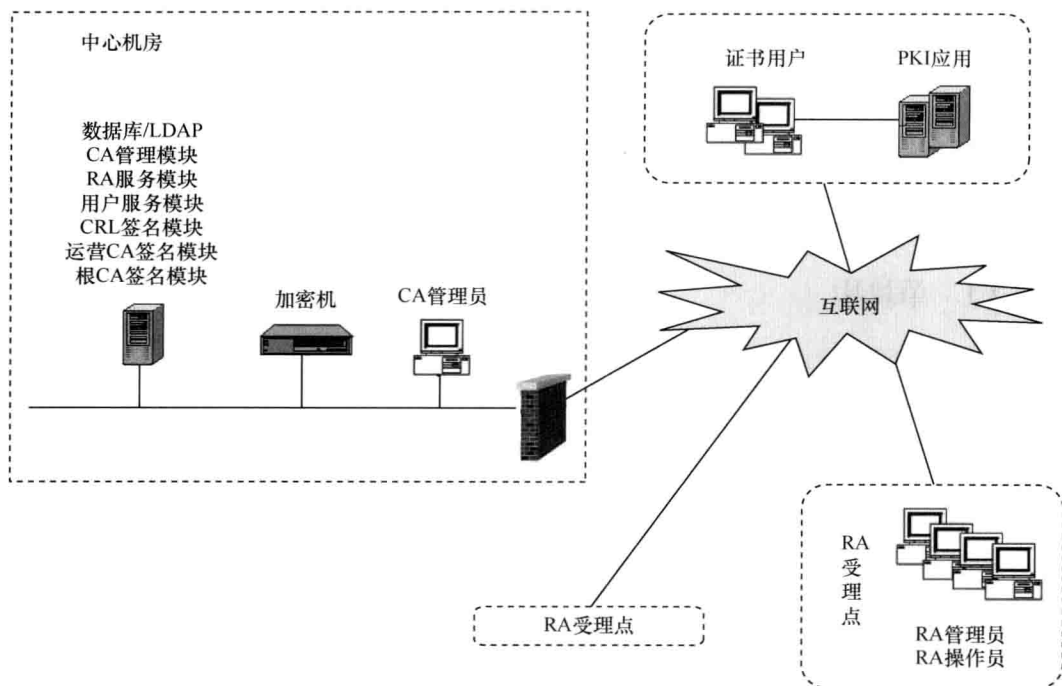 中心机房
数据库/LDAP
CA管理模块
RA服务模块
用户服务模块
CRL签名模块
运营CA签名模块
根CA签名模块
加密机
CA管理员
证书用户
PKI应用
互联网
RA受理点
RA
受
理
点
RA管理员
RA操作员